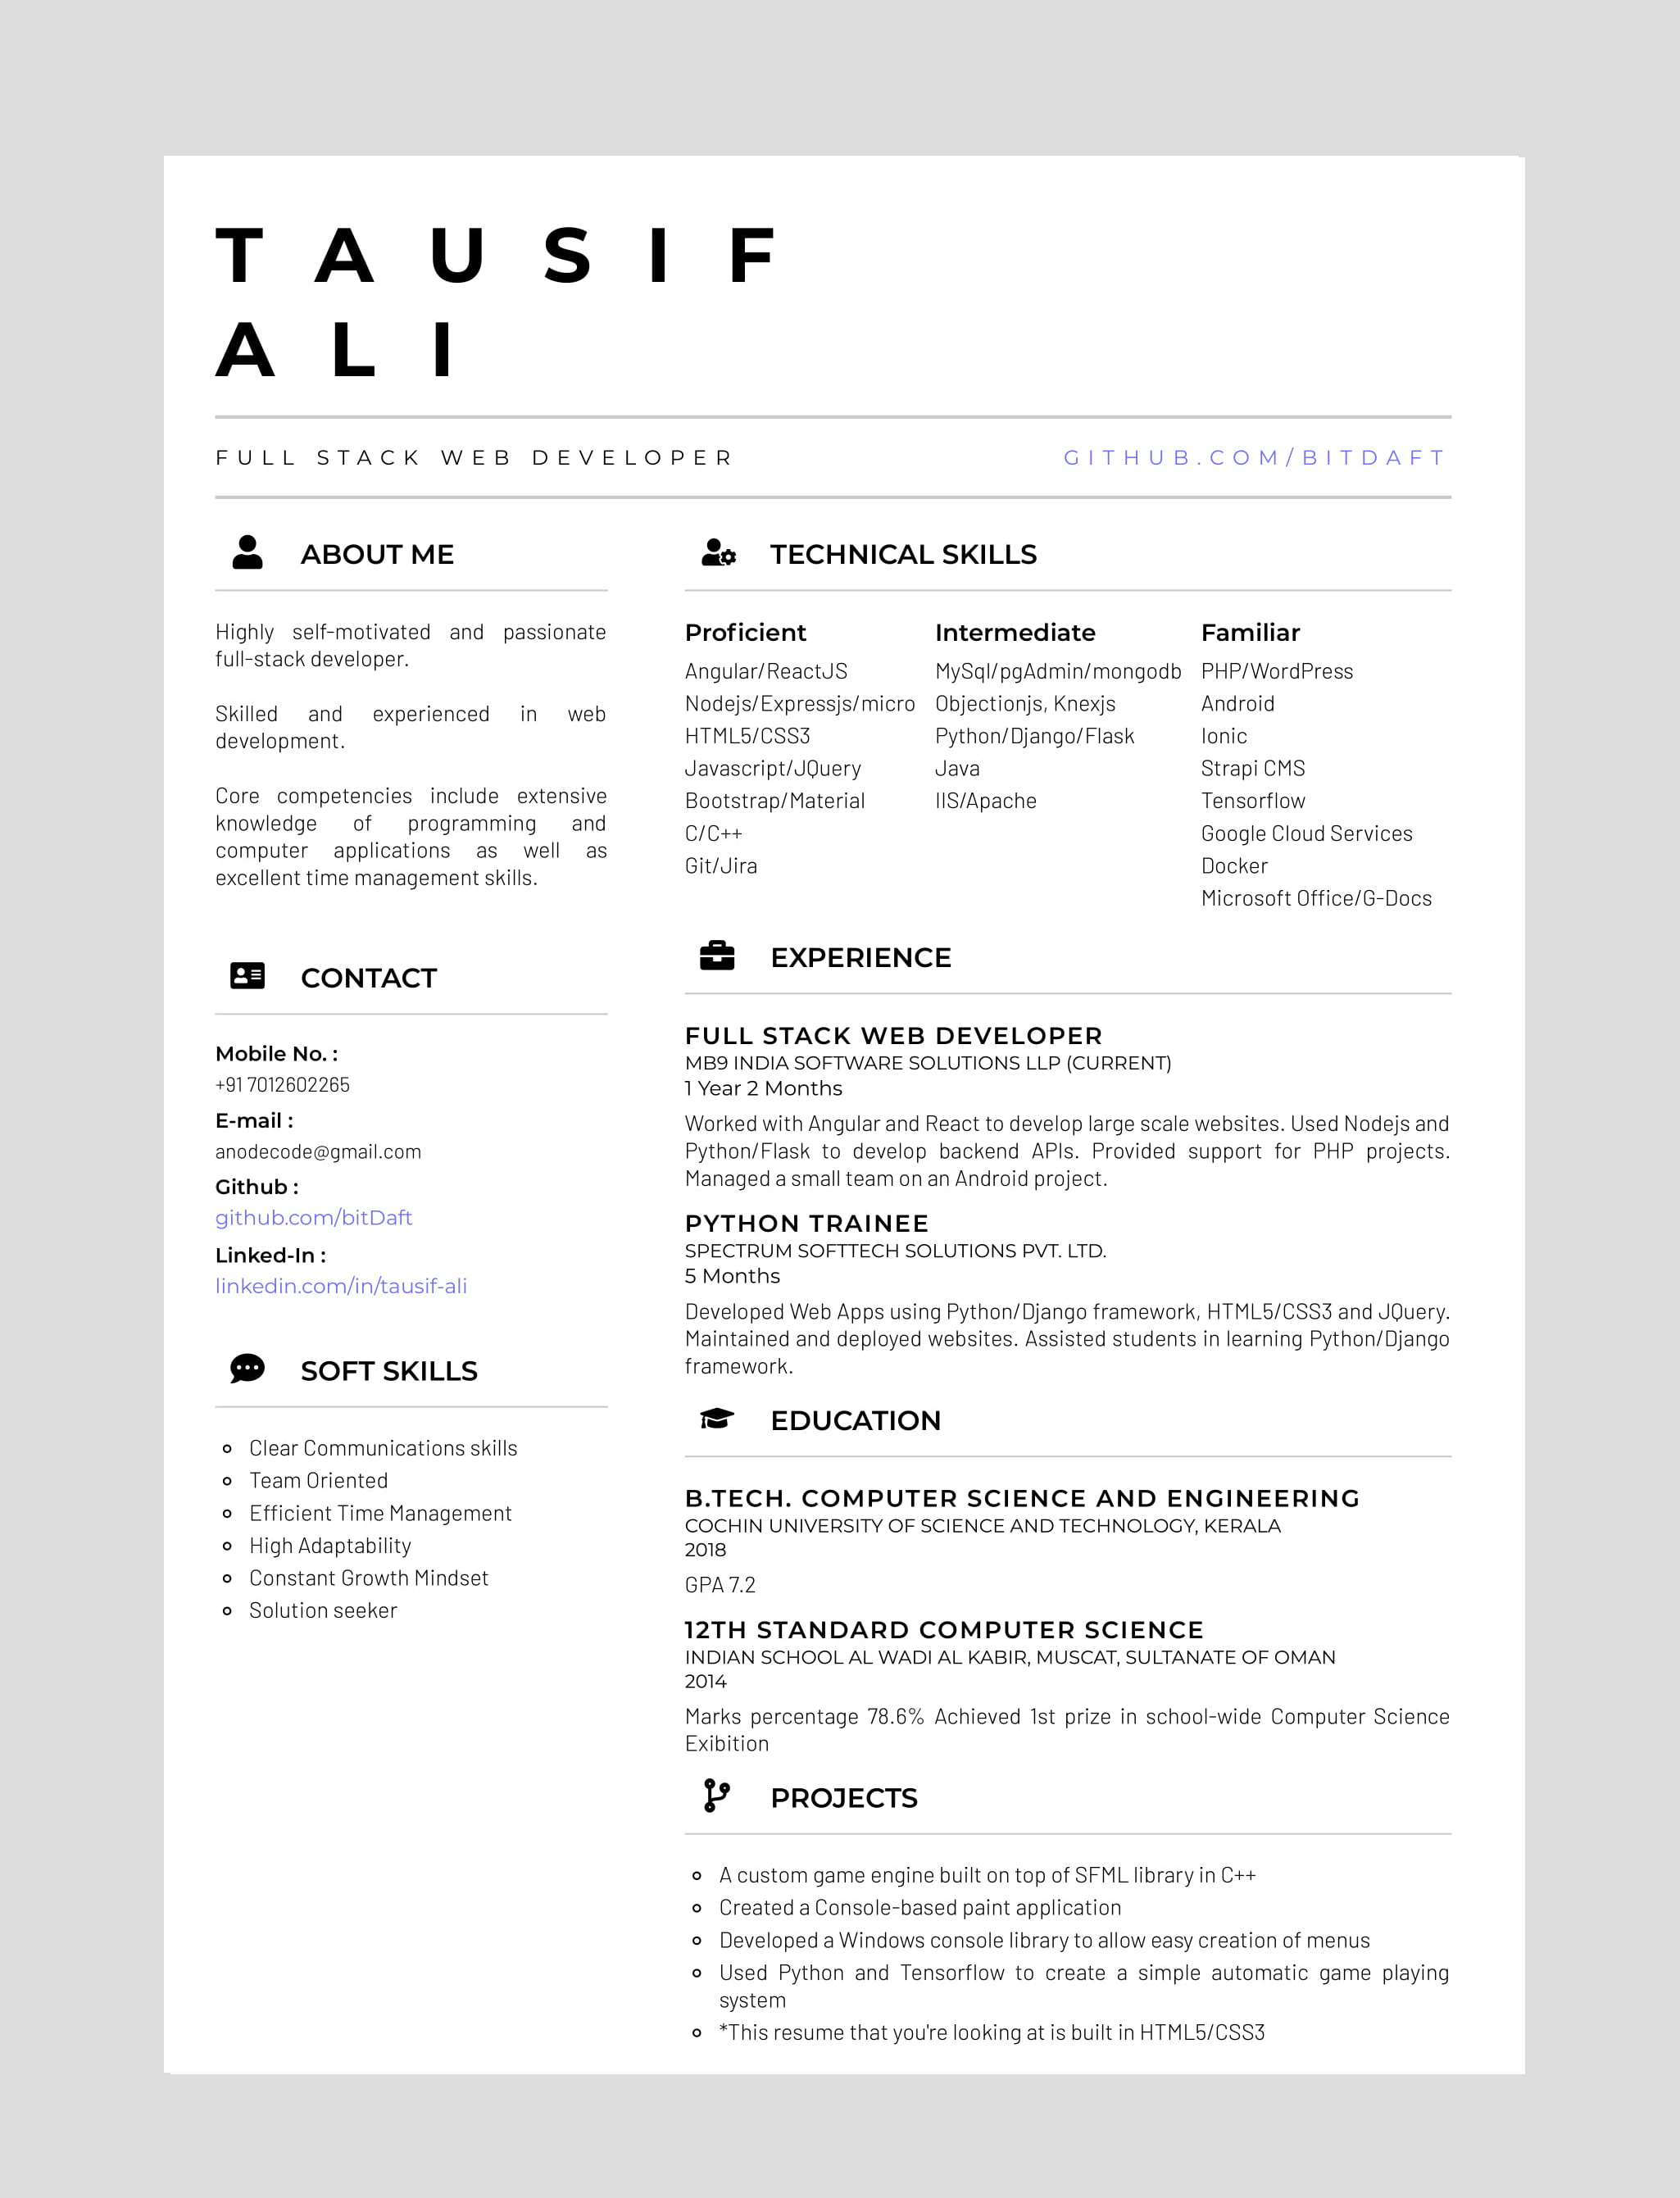 TAUSIF
ALI
FULL STACK WEB DEVELOPER
GITHUB.COM/BITDAFT
ABOUT ME
Highly self-motivated and passionate
full-stack developer.
Skilled and experienced in web
development.
Core competencies include extensive
knowledge of programming and
computer applications as well as
excellent time management skills.
CONTACT
Mobile No. :
+91 7012602265
E-mail :
anodecode@gmail.com
Github :
github.com/bitDaft
Linked-In :
linkedin.com/in/tausif-ali
SOFT SKILLS
Clear Communications skills
Team Oriented
Efficient Time Management
High Adaptability
Constant Growth Mindset
Solution seeker
TECHNICAL SKILLS
Proficient
Angular/ReactJS
Nodejs/Expressjs/micro
HTML5/CSS3
Javascript/JQuery
Bootstrap/Material
C/C++
Git/Jira
Intermediate
MySql/pgAdmin/mongodb
Objectionjs, Knexjs
Python/Django/Flask
Java
IIS/Apache
Familiar
PHP/WordPress
Android
Ionic
Strapi CMS
Tensorflow
Google Cloud Services
Docker
Microsoft Office/G-Docs
EXPERIENCE
FULL STACK WEB DEVELOPER
MB9 INDIA SOFTWARE SOLUTIONS LLP (CURRENT)
1 Year 2 Months
Worked with Angular and React to develop large scale websites. Used Nodejs and
Python/Flask to develop backend APIs. Provided support for PHP projects.
Managed a small team on an Android project.
PYTHON TRAINEE
SPECTRUM SOFTTECH SOLUTIONS PVT. LTD.
5 Months
Developed Web Apps using Python/Django framework, HTML5/CSS3 and JQuery.
Maintained and deployed websites. Assisted students in learning Python/Django
framework.
EDUCATION
B.TECH. COMPUTER SCIENCE AND ENGINEERING
COCHIN UNIVERSITY OF SCIENCE AND TECHNOLOGY, KERALA
2018
GPA 7.2
12TH STANDARD COMPUTER SCIENCE
INDIAN SCHOOL AL WADI AL KABIR, MUSCAT, SULTANATE OF OMAN
2014
Marks percentage 78.6% Achieved 1st prize in school-wide Computer Science
Exibition
PROJECTS
A custom game engine built on top of SFML library in C++
Created a Console-based paint application
Developed a Windows console library to allow easy creation of menus
Used Python and Tensorflow to create a simple automatic game playing
system
*This resume that you're looking at is built in HTML5/CSS3